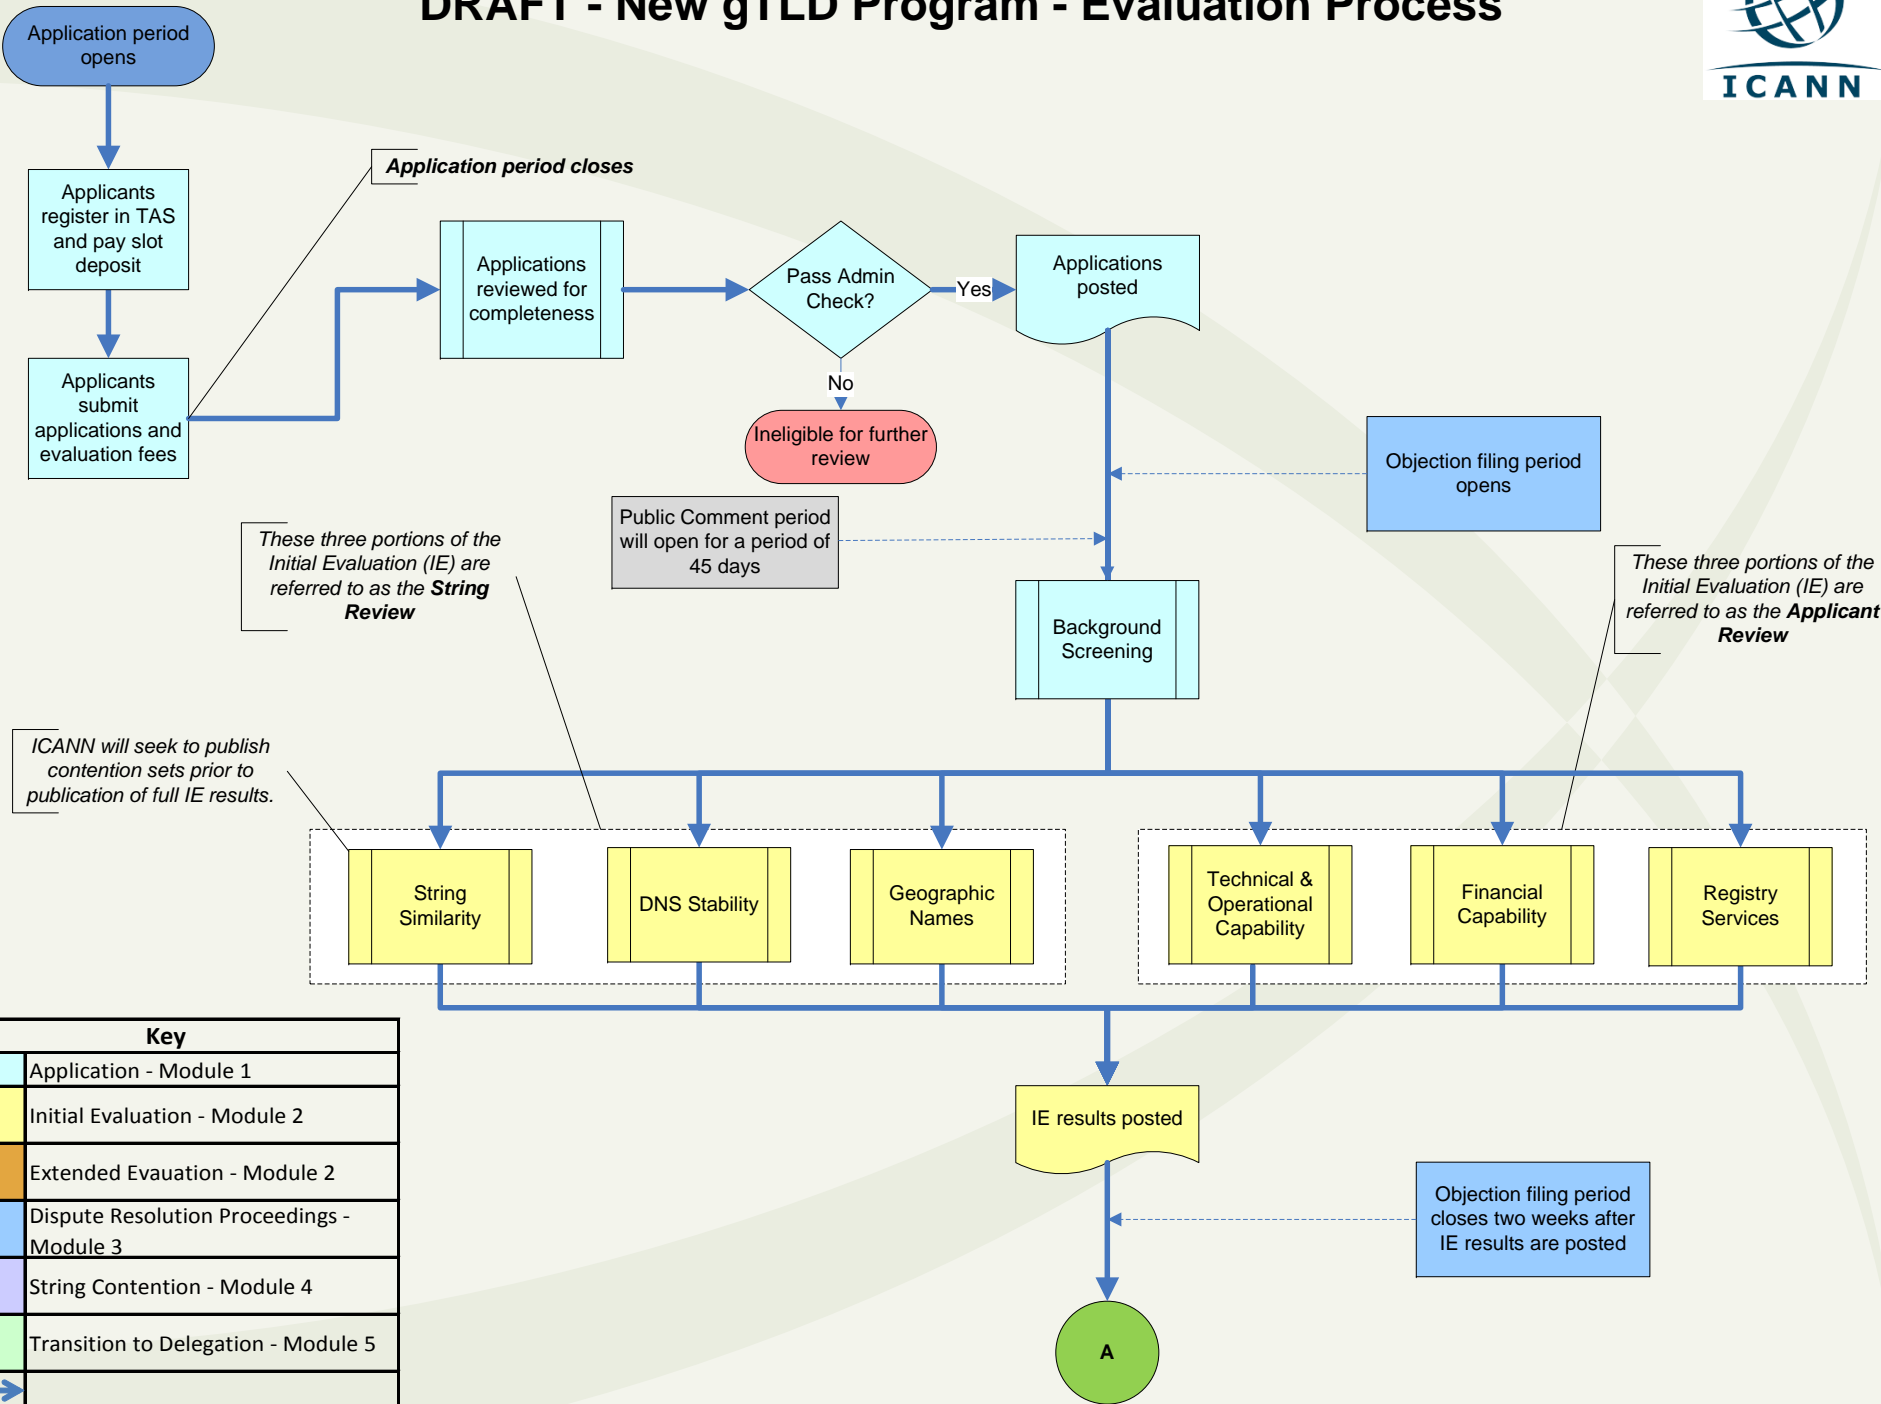 DRAFT - New gTLD Program - Evaluation Process
ICANN
Application period
opens
Application period closes
Applicants
register in TAS
and pay slot
deposit
Applications
reviewed for
completeness
Pass Admin
Check?
Yes
Applications
posted
No
Applicants
submit
applications and
evaluation fees
Ineligible for further
review
Objection filing period
opens
Public Comment period
will open for a period of
45 days
These three portions of the
Initial Evaluation (IE) are
referred to as the String
Review
These three portions of the
Initial Evaluation (IE) are
referred to as the Applicant
Review
Background
Screening
ICANN will seek to publish
contention sets prior to
publication of full IE results.
String
Similarity
DNS Stability
Geographic
Names
Technical &
Operational
Capability
Financial
Capability
Registry
Services
Key
Application - Module 1
Initial Evaluation - Module 2
Extended Evauation - Module 2
Dispute Resolution Proceedings -
Module 3
String Contention - Module 4
Transition to Delegation - Module 5
IE results posted
Objection filing period
closes two weeks after
IE results are posted
A